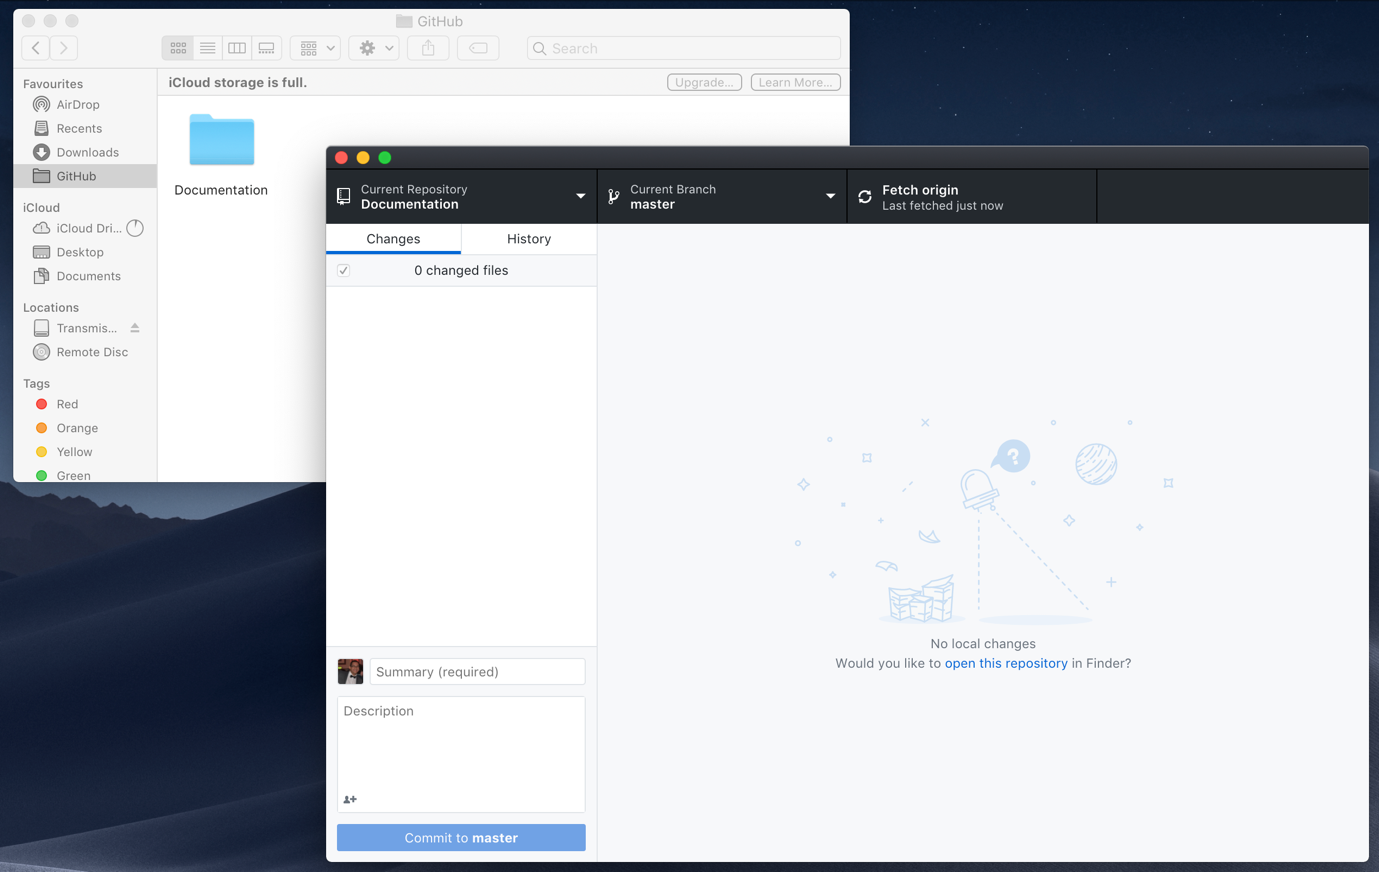 GitHub
Search
Favourites
AirDrop
Recents
Downloads
GitHub
iCloud
iCloud Dri...
Desktop
Documents
Locations
Transmis...
Remote Disc
Tags
Red
Orange
Yellow
Green
iCloud storage is full.
Upgrade...
Learn More...
Documentation
Current Repository
Documentation
Current Branch
master
Fetch origin
Last fetched just now
Changes
History
0 changed files
?
No local changes
Would you like to open this repository in Finder?
Summary (required)
Description
Commit to master